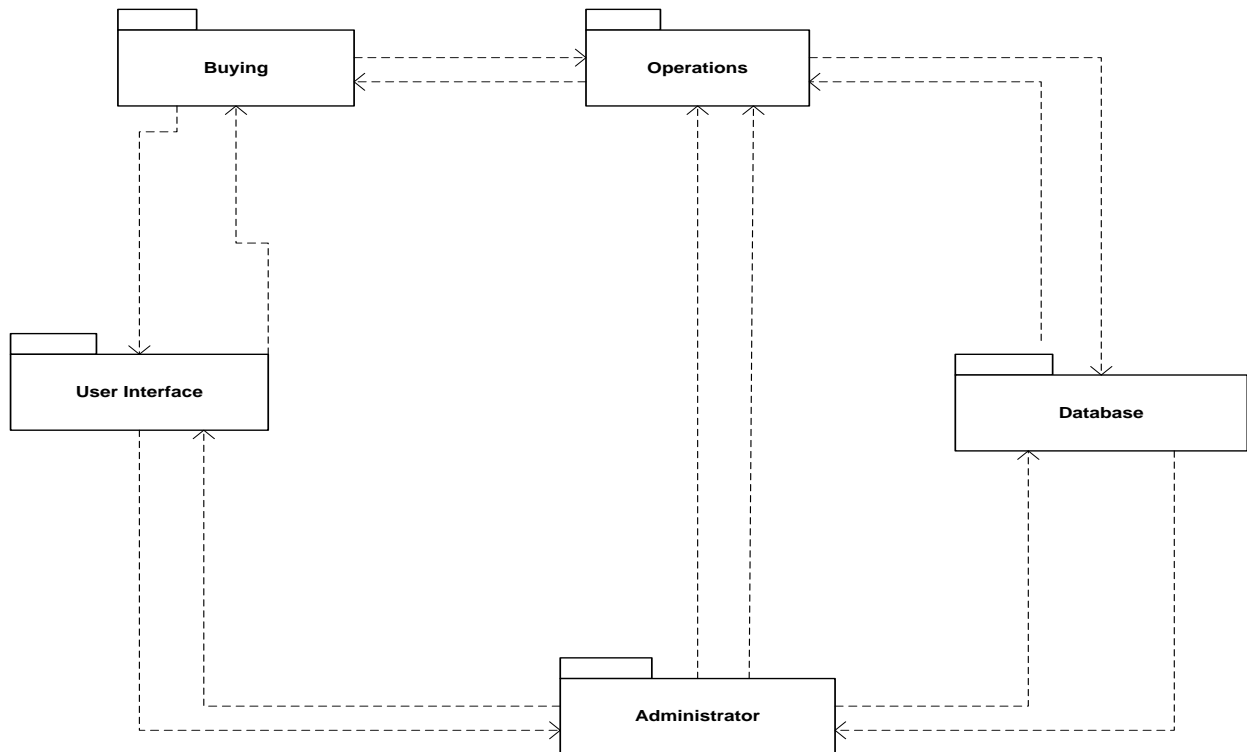 Buying
Operations
User Interface
Database
Administrator